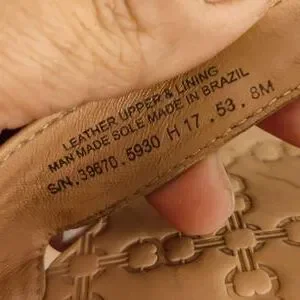 LEATHER UPPER & LINING
MAN MADE SOLE MADE IN BRAZIL
S/N. 39670. 5930 H 17 . 53. 8M